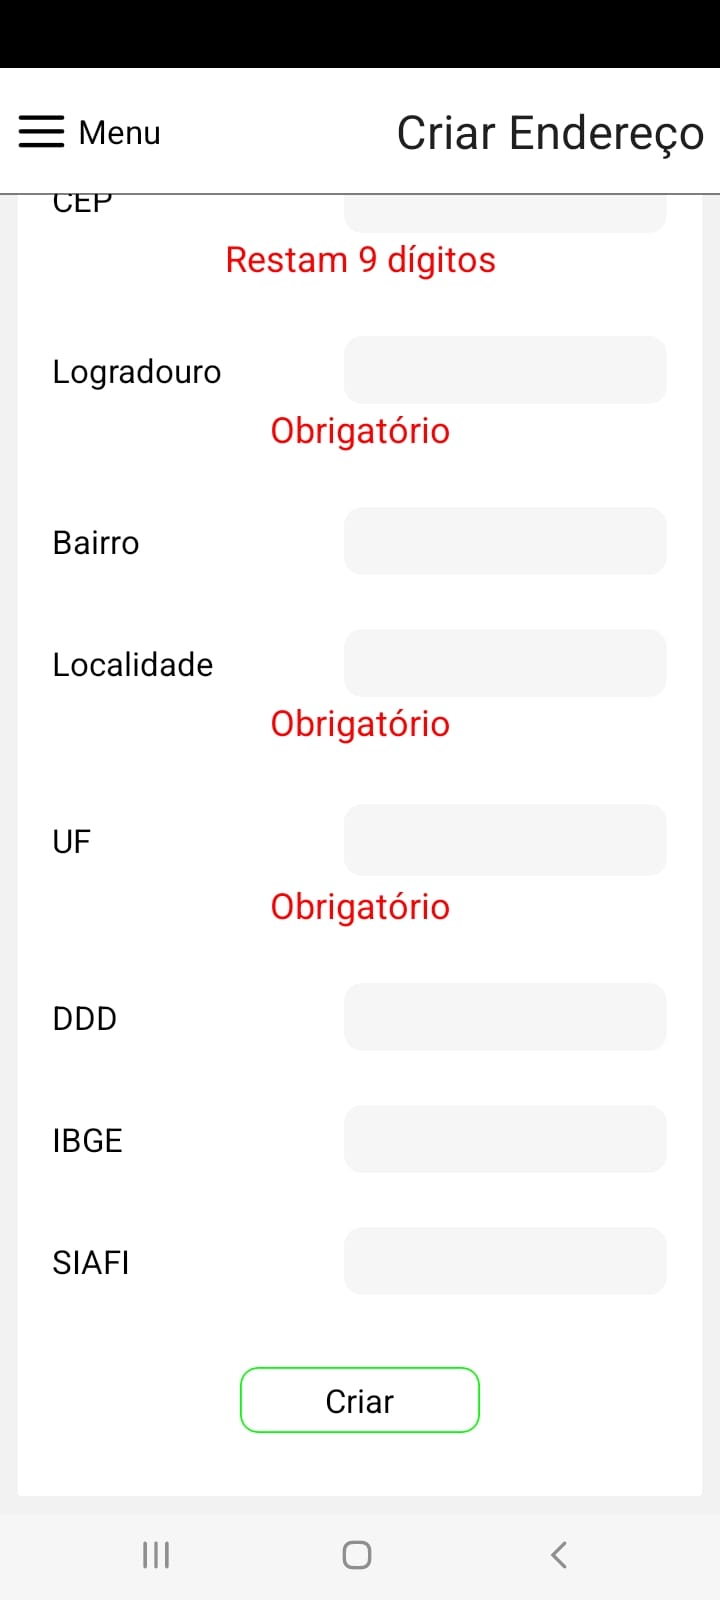 Menu
Criar Endereço
CEP
Restam 9 dígitos
Logradouro
Obrigatório
Bairro
Localidade
Obrigatório
UF
Obrigatório
DDD
IBGE
SIAFI
Criar